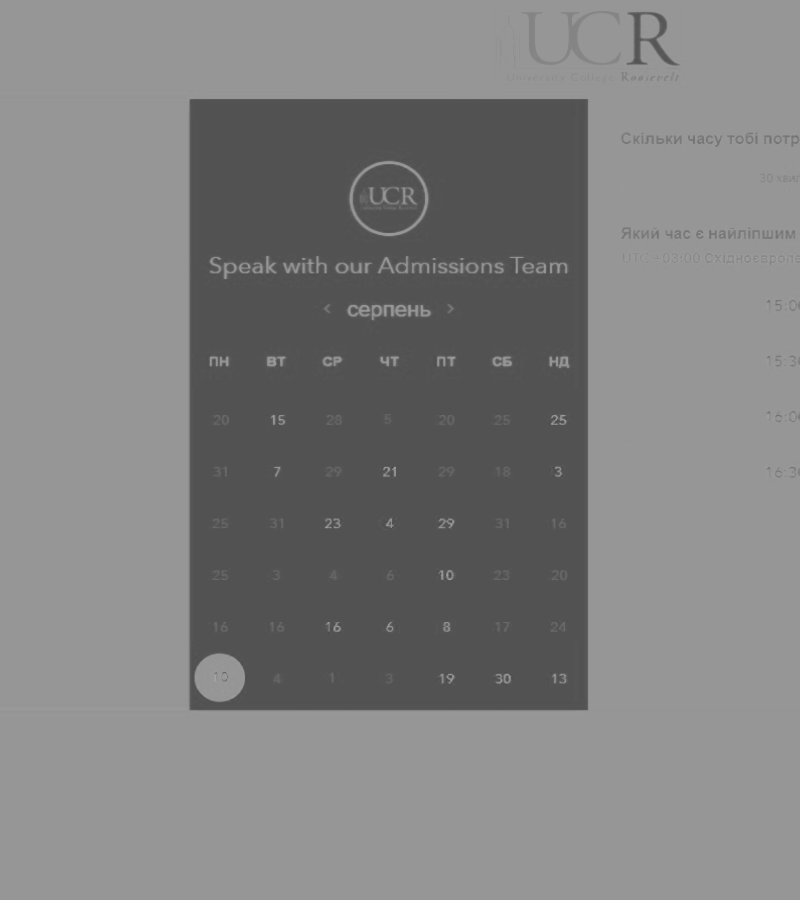 UCR
University College Roosevelt
UCR
Speak with our Admissions Team
< серпень >
ПН ВТ СР ЧТ ПТ СБ НД
20 15 28 5 20 25 25
31 7 29 21 29 18 3
25 31 23 4 29 31 16
25 3 4 6 10 23 20
16 16 16 6 8 17 24
10 4 1 3 19 30 13
Скільки часу тобі потр
30 хвил
Який час є найліпшим
UTC +03:00 Східноєвропе
15:0
15:3
16:0
16:3